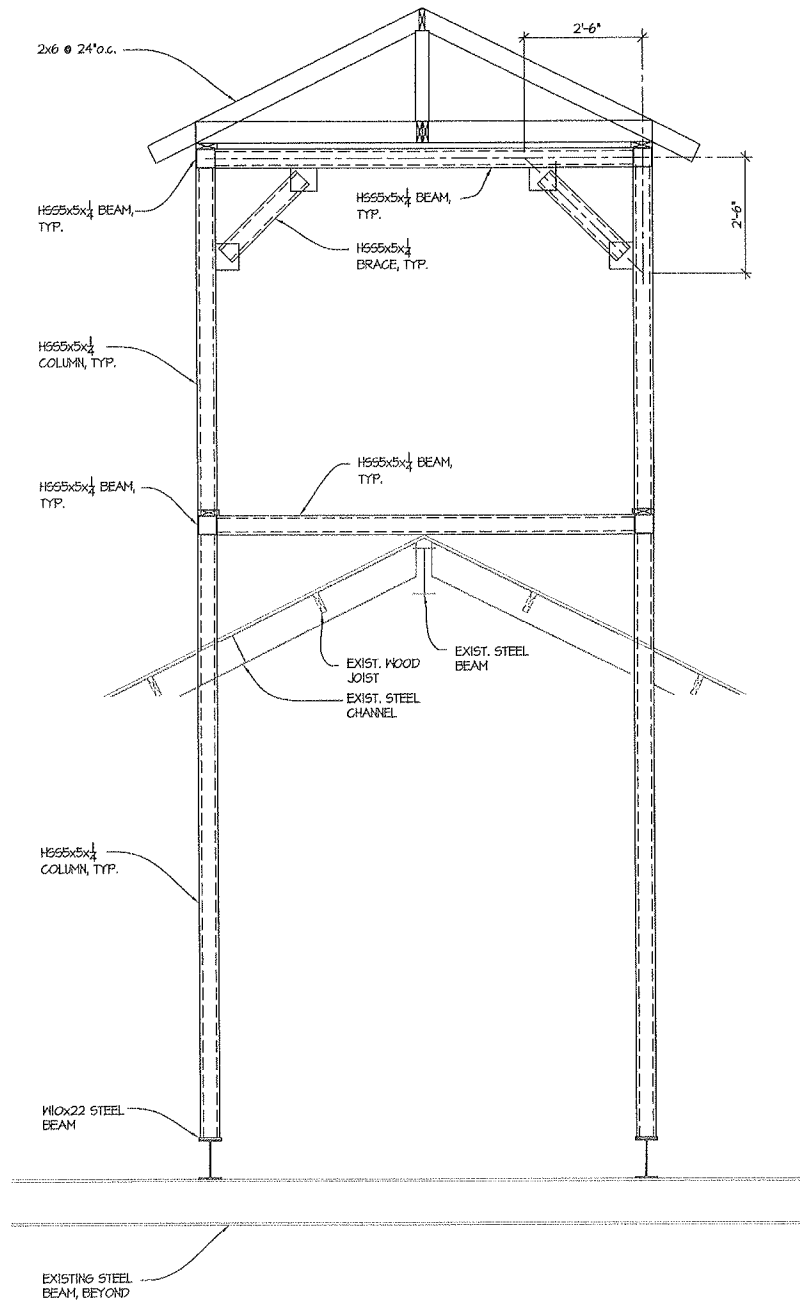 2'-6"
2x6 @ 24"o.c.
2'-6"
HSS5x5x1/4 BEAM,
TYP.
HSS5x5x1/4 BEAM,
TYP.
HSS5x5x1/4
BRACE, TYP.
HSS5x5x1/4
COLUMN, TYP.
HSS5x5x1/4 BEAM,
TYP.
HSS5x5x1/4 BEAM,
TYP.
EXIST. STEEL
BEAM
EXIST. WOOD
JOIST
EXIST. STEEL
CHANNEL
HSS5x5x1/4
COLUMN, TYP.
W10x22 STEEL
BEAM
EXISTING STEEL
BEAM, BEYOND